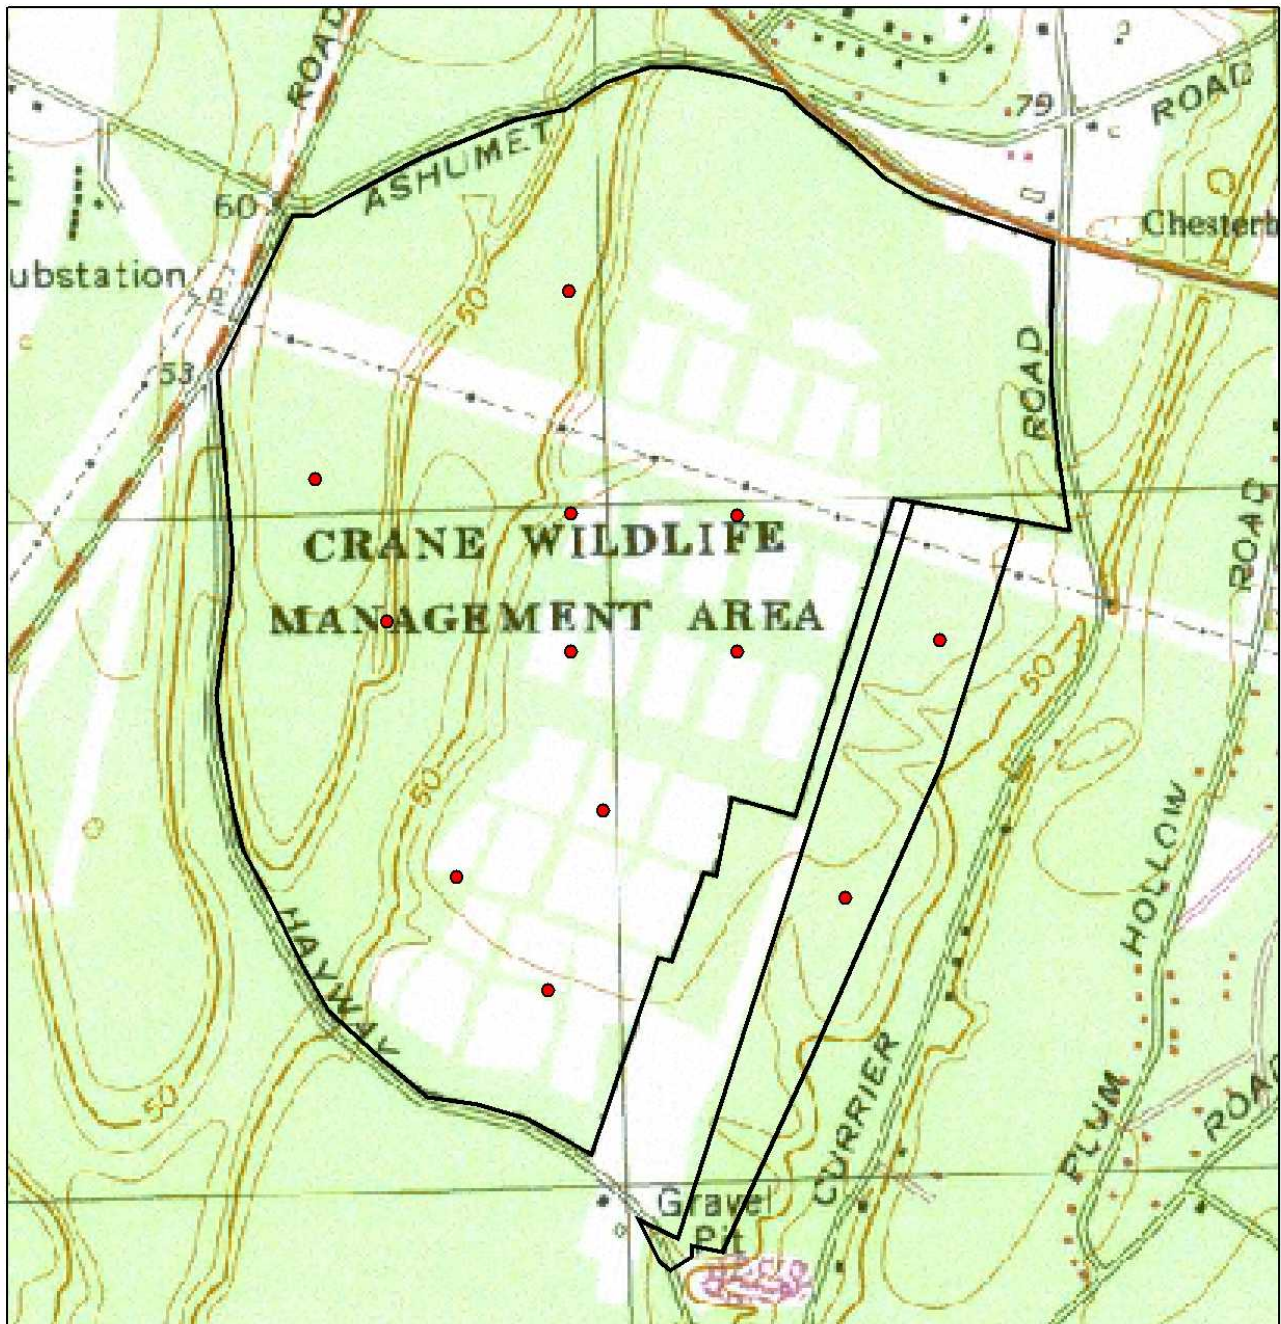 ROAD
79
ROAD
ASHUMET
60
Chesterb
ubstation
50
53
ROAD
ROAD
CRANE WILDLIFE
MANAGEMENT AREA
50
50
HOLLOW
HAYWAY
50
CURRIER
PLUM
ROAD
Gravel
Pit